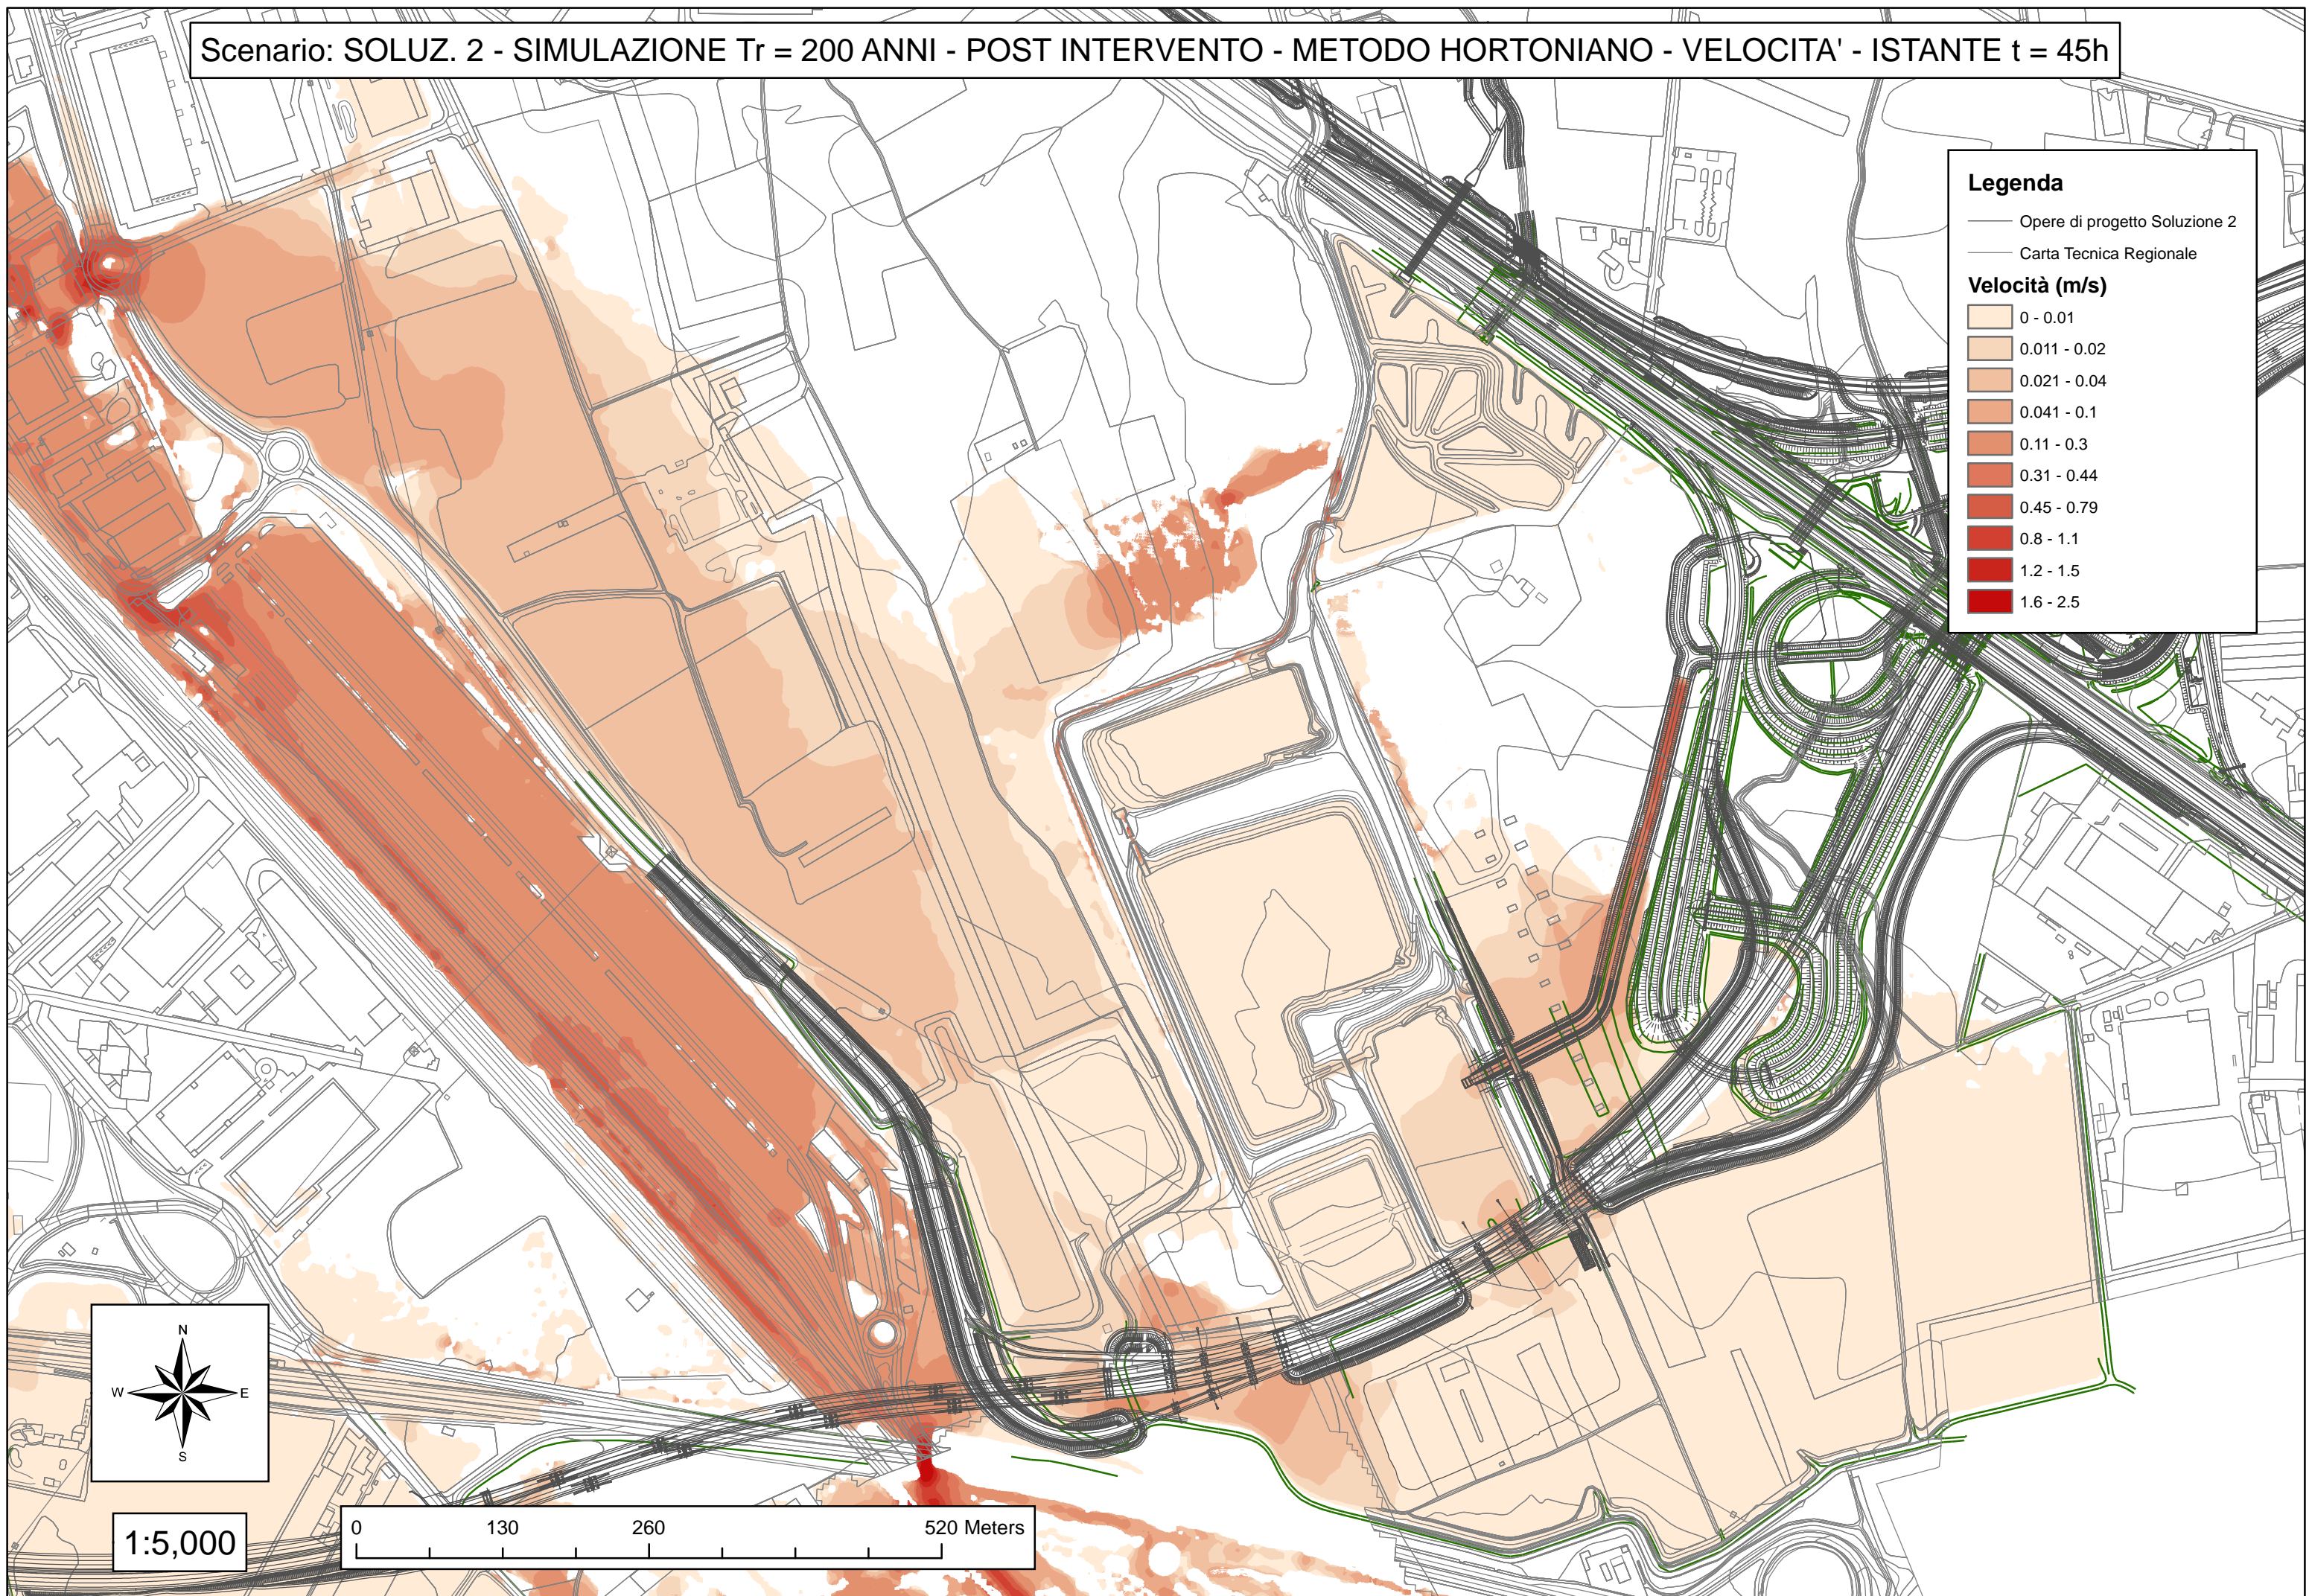 Scenario: SOLUZ. 2 - SIMULAZIONE Tr = 200 ANNI - POST INTERVENTO - METODO HORTONIANO - VELOCITA' - ISTANTE t = 45h
Legenda
Opere di progetto Soluzione 2
Carta Tecnica Regionale
Velocità (m/s)
0 - 0.01
0.011 - 0.02
0.021 - 0.04
0.041 - 0.1
0.11 - 0.3
0.31 - 0.44
0.45 - 0.79
0.8 - 1.1
1.2 - 1.5
1.6 - 2.5
N
W E
S
1:5,000
0 130 260 520 Meters